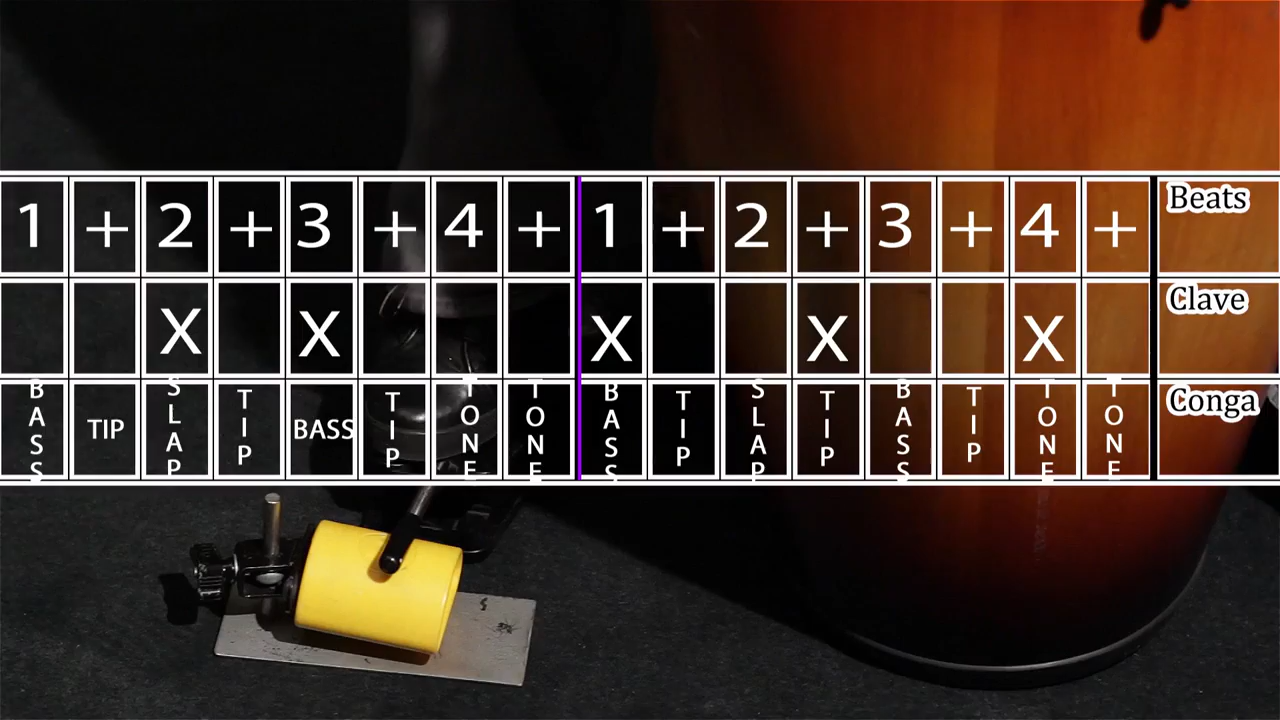 1 + 2 + 3 + 4 + 1 + 2 + 3 + 4 + Beats
X X X X X Clave
BASS TIP SLAP TIP BASS TIP TONE TONE BASS TIP SLAP TIP BASS TIP TONE TONE Conga